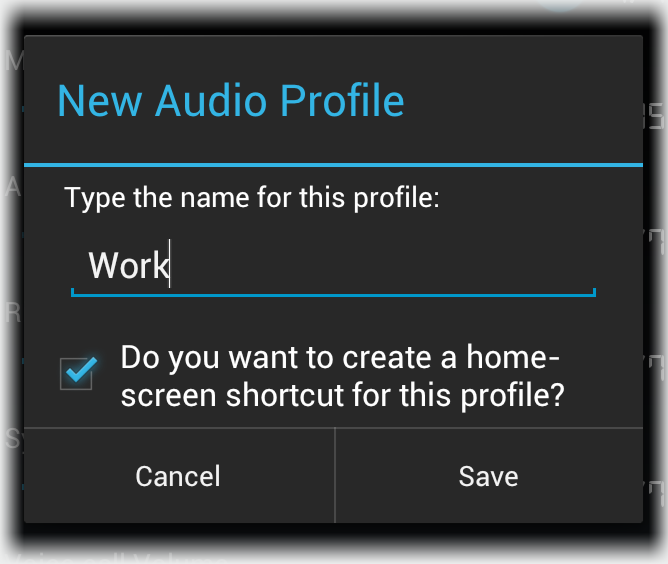 New Audio Profile
Type the name for this profile:
Work
Do you want to create a home-
screen shortcut for this profile?
Cancel
Save